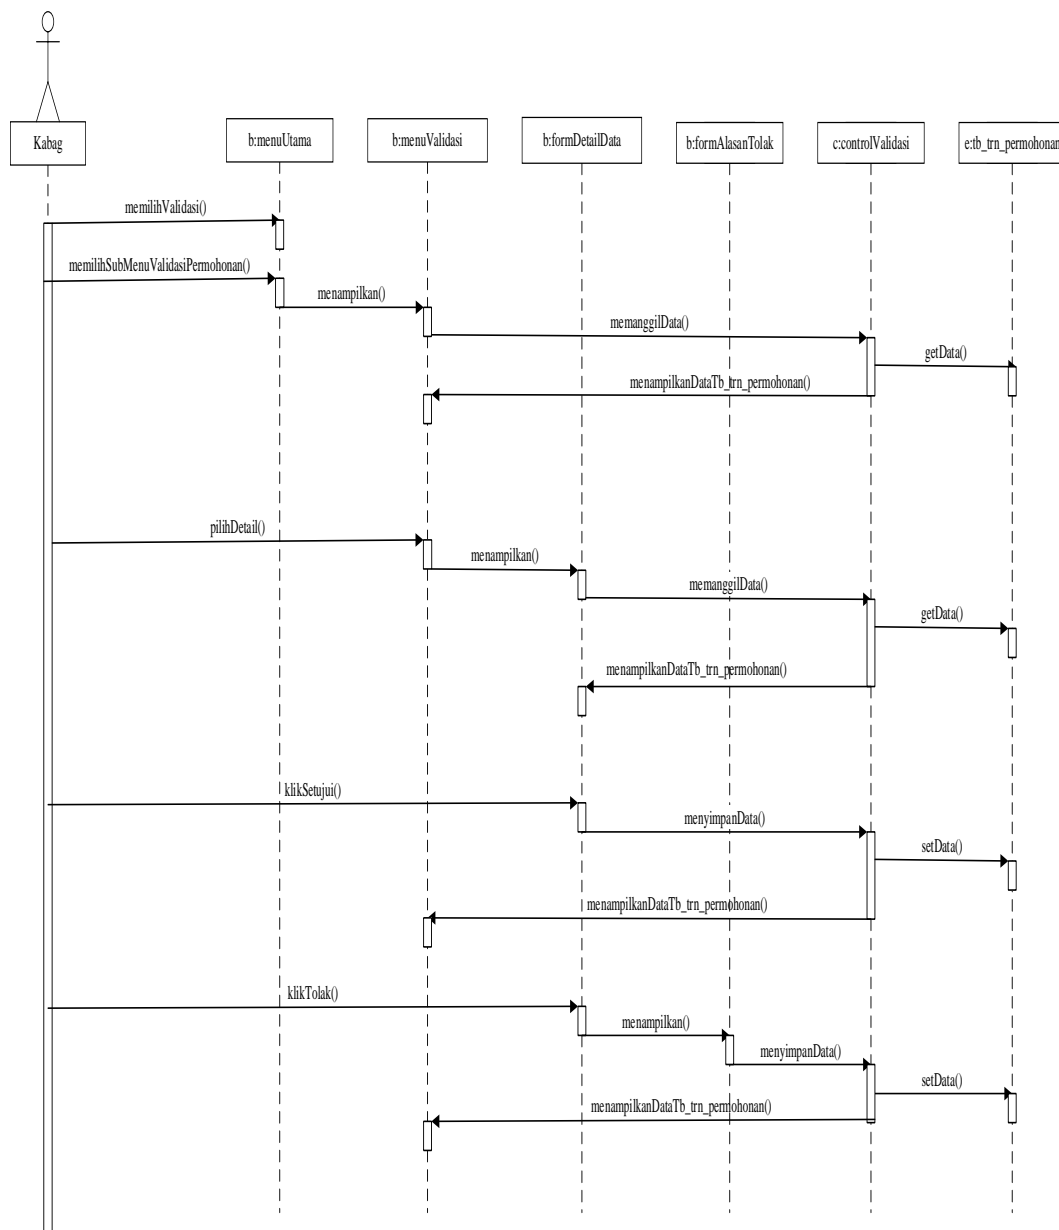 Kabag
b:menuUtama
b:menuValidasi
b:formDetailData
b:formAlasanTolak
c:controlValidasi
e:tb_trn_permohonan
memilihValidasi()
memilihSubMenuValidasiPermohonan()
menampilkan()
memanggilData()
getData()
menampilkanDataTb_trn_permohonan()
pilihDetail()
menampilkan()
memanggilData()
getData()
menampilkanDataTb_trn_permohonan()
klikSetujui()
menyimpanData()
setData()
menampilkanDataTb_trn_permohonan()
klikTolak()
menampilkan()
menyimpanData()
setData()
menampilkanDataTb_trn_permohonan()